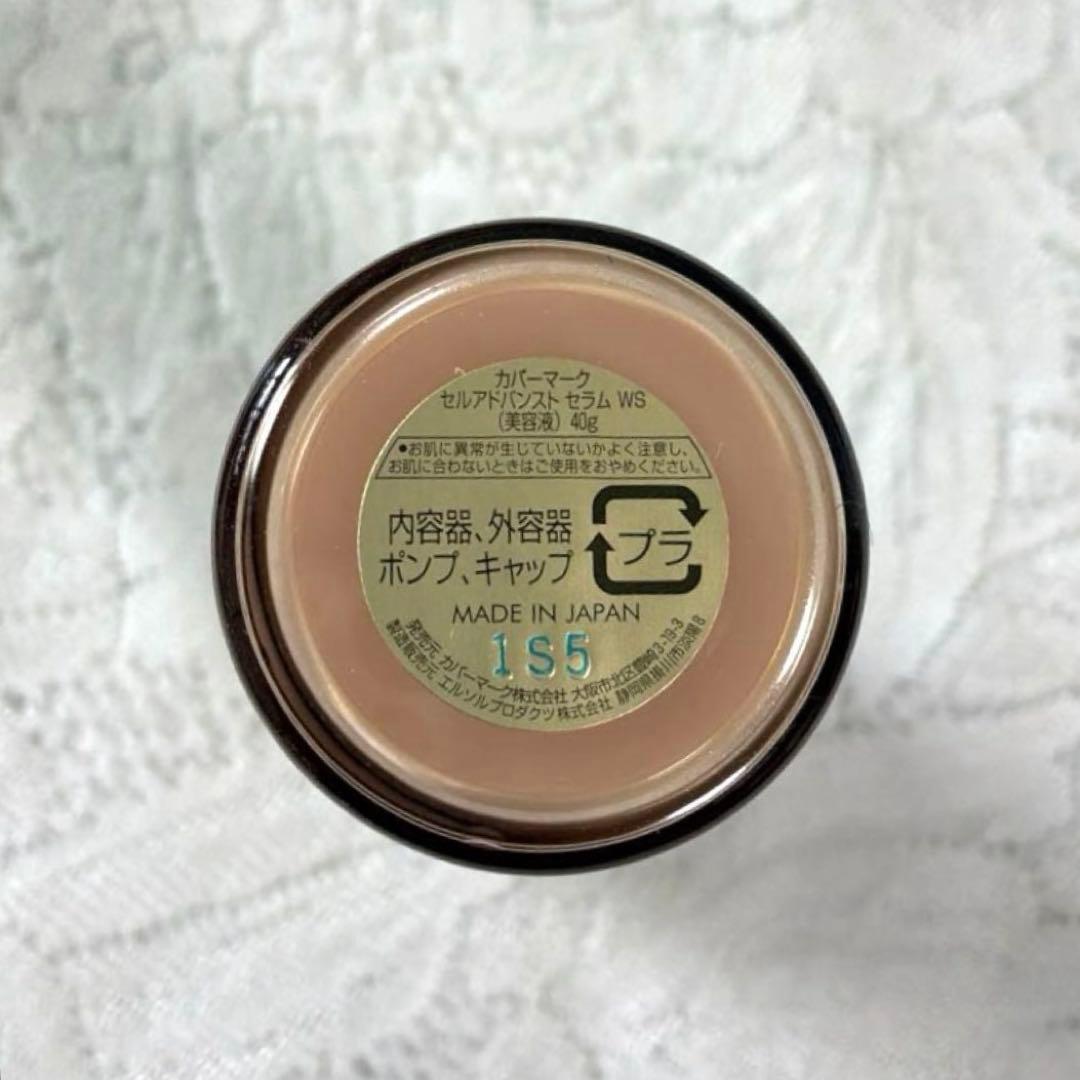 カバーマーク
セルアドバンスト セラム WS
(美容液) 40g
●お肌に異常が生じていないかよく注意し、
お肌に合わないときはご使用をおやめください。
内容器、外容器
ポンプ、キャップ
プラ
MADE IN JAPAN
1S5
発売元 カバーマーク株式会社 大阪市北区豊崎3-19-3
製造販売元 エルソルプロダクツ株式会社 静岡県掛川市淡陽8